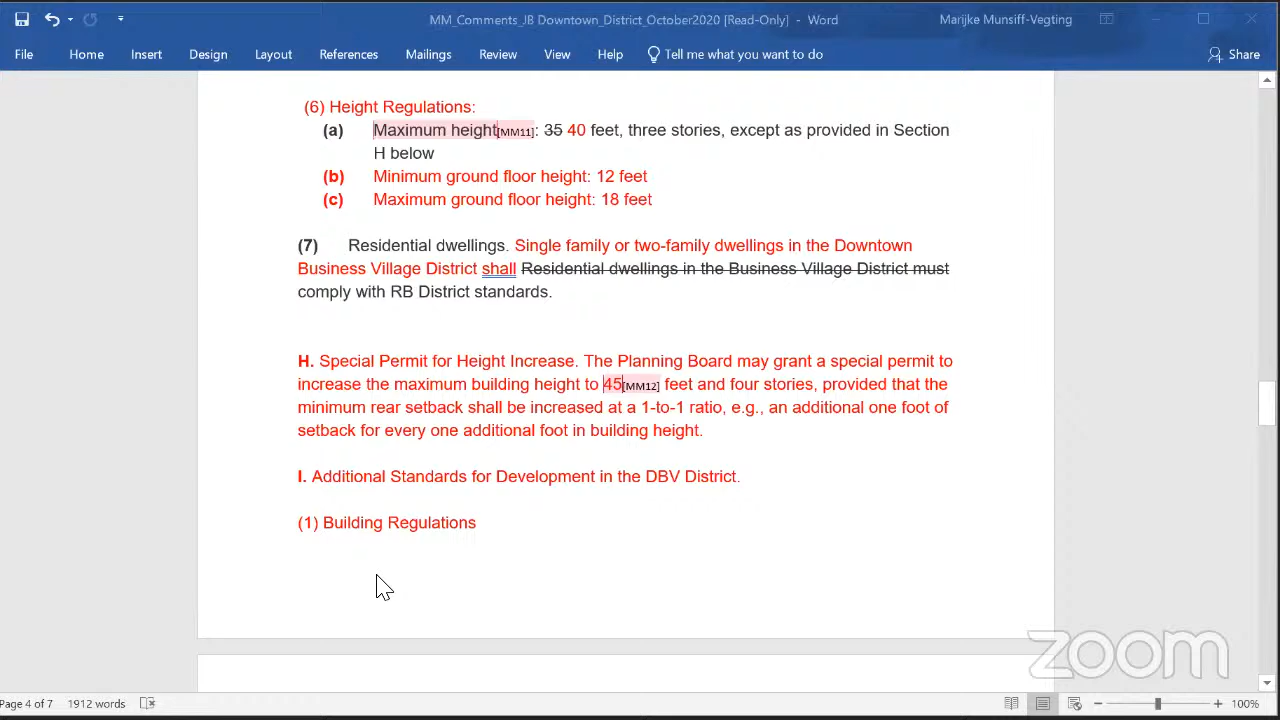 MM_Comments_JB Downtown_District_October2020 [Read-Only] - Word
Marijke Munsiff-Vegting
File Home Insert Design Layout References Mailings Review View Help Tell me what you want to do Share
(6) Height Regulations:
(a) Maximum height[MM11]: 35 40 feet, three stories, except as provided in Section
H below
(b) Minimum ground floor height: 12 feet
(c) Maximum ground floor height: 18 feet
(7) Residential dwellings. Single family or two-family dwellings in the Downtown
Business Village District shall Residential dwellings in the Business Village District must
comply with RB District standards.
H. Special Permit for Height Increase. The Planning Board may grant a special permit to
increase the maximum building height to 45[MM12] feet and four stories, provided that the
minimum rear setback shall be increased at a 1-to-1 ratio, e.g., an additional one foot of
setback for every one additional foot in building height.
I. Additional Standards for Development in the DBV District.
(1) Building Regulations
zoom
Page 4 of 7 1912 words 100%